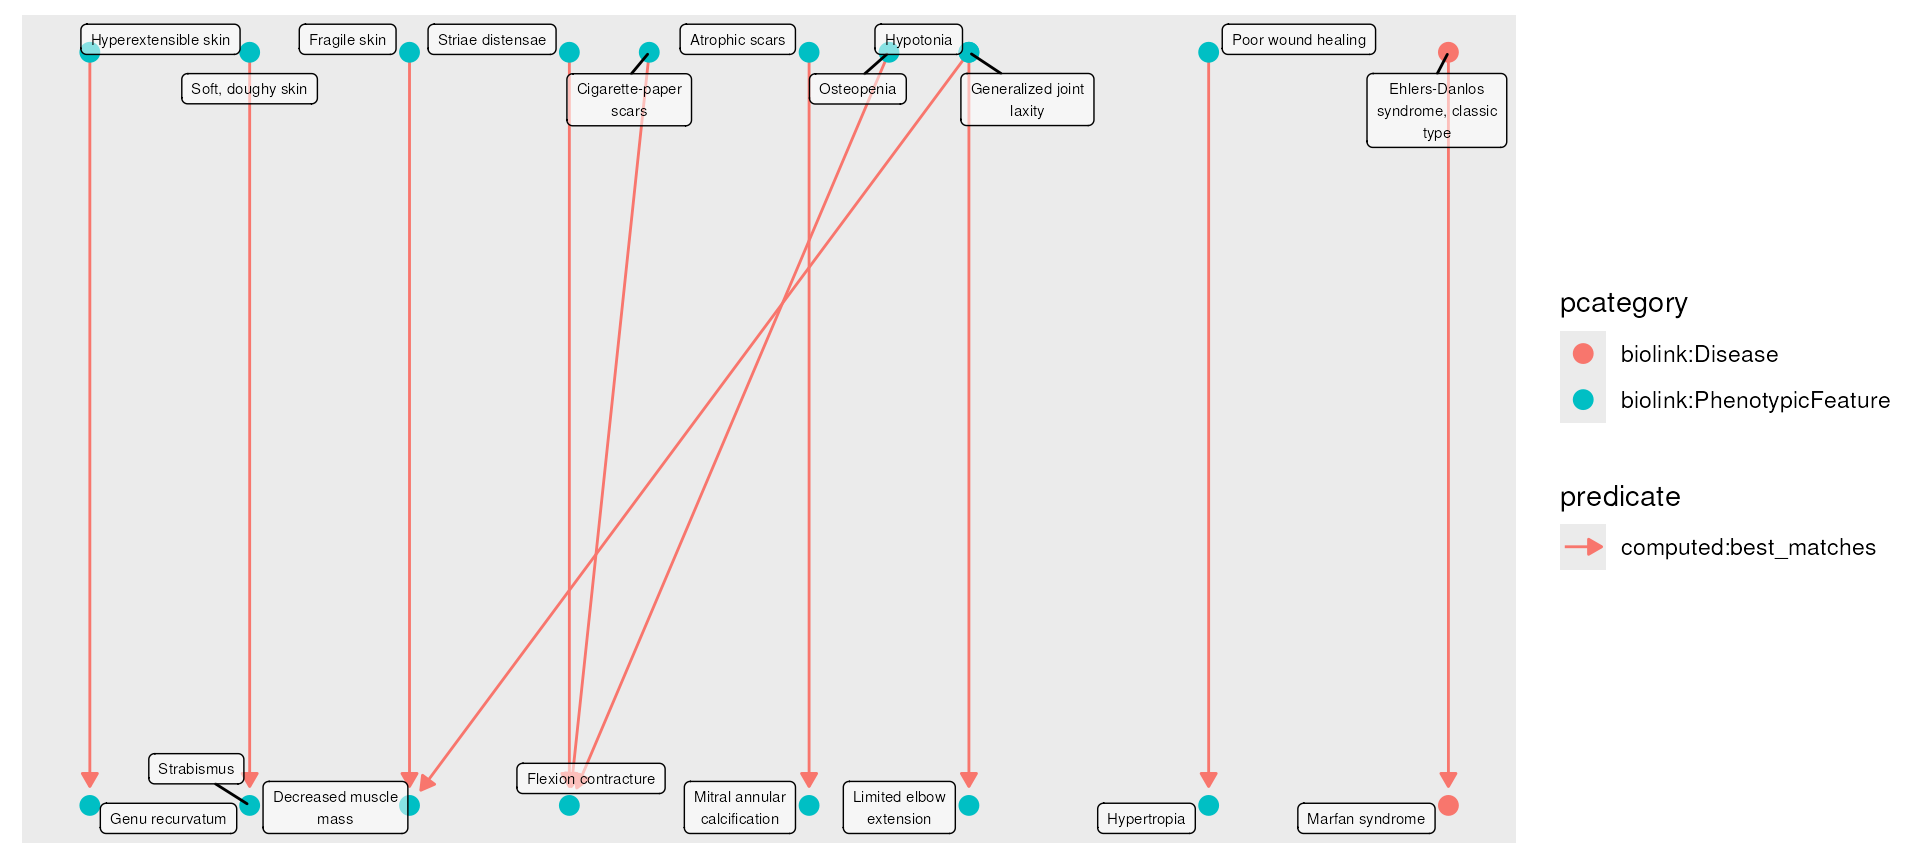 Hyperextensible skin
Fragile skin
Striae distensae
Atrophic scars
Hypotonia
Poor wound healing
Soft, doughy skin
Cigarette-paper
scars
Osteopenia
Generalized joint
laxity
Ehlers-Danlos
syndrome, classic
type
Strabismus
Genu recurvatum
Decreased muscle
mass
Flexion contracture
Mitral annular
calcification
Limited elbow
extension
Hypertropia
Marfan syndrome
pcategory
biolink:Disease
biolink:PhenotypicFeature
predicate
computed:best_matches